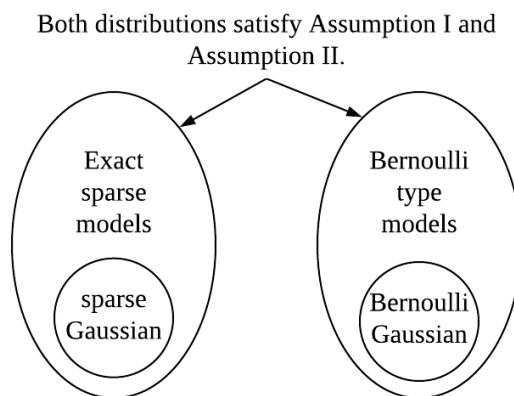 Both distributions satisfy Assumption I and
Assumption II.
Exact
sparse
models
sparse
Gaussian
Bernoulli
type
models
Bernoulli
Gaussian